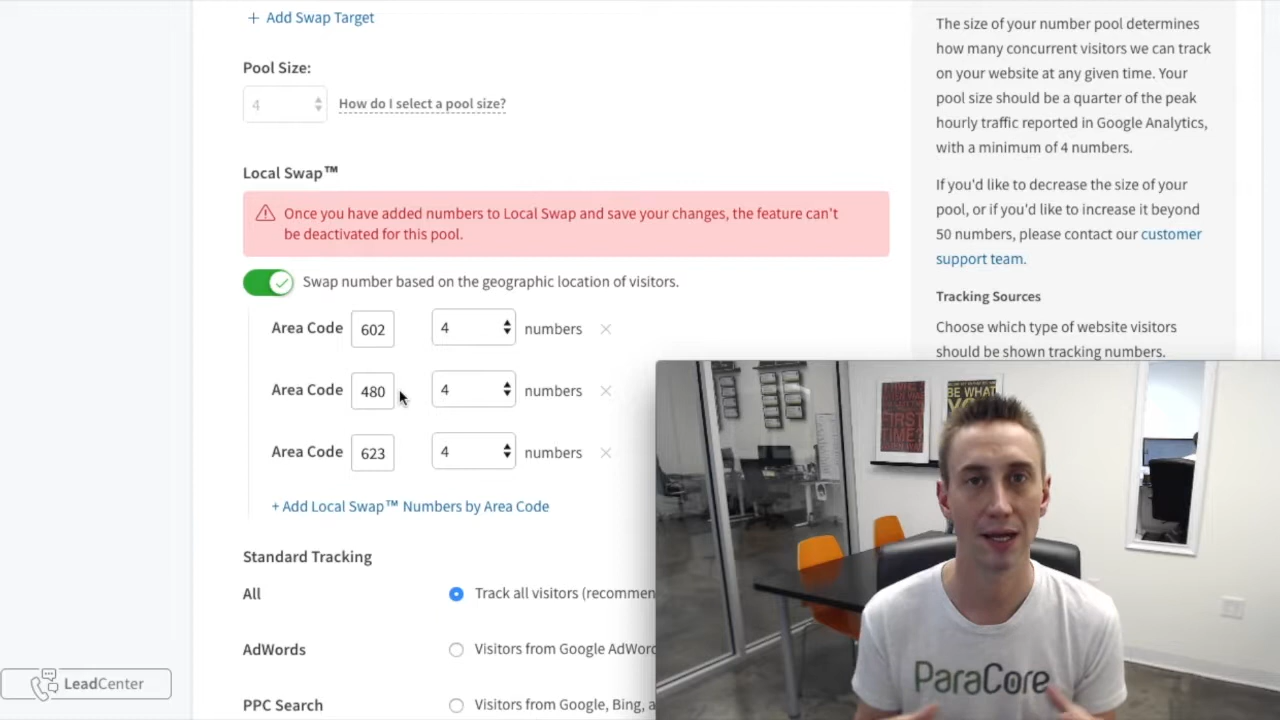 + Add Swap Target
Pool Size:
4
How do I select a pool size?
Local Swap™
Once you have added numbers to Local Swap and save your changes, the feature can't
be deactivated for this pool.
Swap number based on the geographic location of visitors.
Area Code 602 4 numbers ×
Area Code 480 4 numbers ×
Area Code 623 4 numbers ×
+ Add Local Swap™ Numbers by Area Code
Standard Tracking
All Track all visitors (recommen
AdWords Visitors from Google AdWord
PPC Search Visitors from Google, Bing, a
LeadCenter
The size of your number pool determines
how many concurrent visitors we can track
on your website at any given time. Your
pool size should be a quarter of the peak
hourly traffic reported in Google Analytics,
with a minimum of 4 numbers.
If you'd like to decrease the size of your
pool, or if you'd like to increase it beyond
50 numbers, please contact our customer
support team.
Tracking Sources
Choose which type of website visitors
should be shown tracking numbers.
FIRST
TIME
BE WHAT
YOU
ParaCore